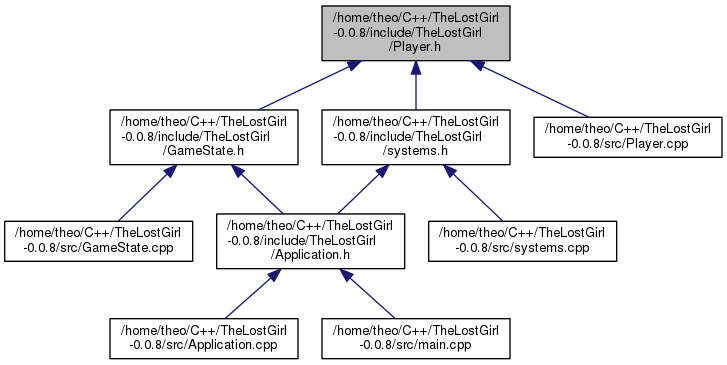 /home/theo/C++/TheLostGirl
-0.0.8/include/TheLostGirl
/Player.h
/home/theo/C++/TheLostGirl
-0.0.8/include/TheLostGirl
/GameState.h
/home/theo/C++/TheLostGirl
-0.0.8/include/TheLostGirl
/systems.h
/home/theo/C++/TheLostGirl
-0.0.8/src/Player.cpp
/home/theo/C++/TheLostGirl
-0.0.8/src/GameState.cpp
/home/theo/C++/TheLostGirl
-0.0.8/include/TheLostGirl
/Application.h
/home/theo/C++/TheLostGirl
-0.0.8/src/systems.cpp
/home/theo/C++/TheLostGirl
-0.0.8/src/Application.cpp
/home/theo/C++/TheLostGirl
-0.0.8/src/main.cpp